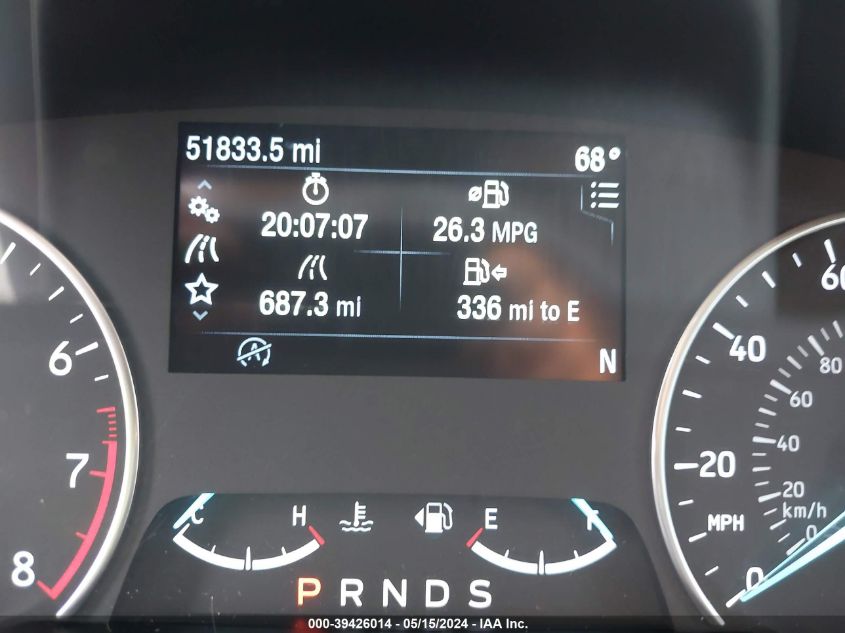 51833.5 mi 68°
20:07:07 26.3 MPG
687.3 mi 336 mi to E
N
6
7
8
60
40
20
MPH
0
80
60
40
20
km/h
0
C H E F
P R N D S
000-39426014 - 05/15/2024 - IAA Inc.